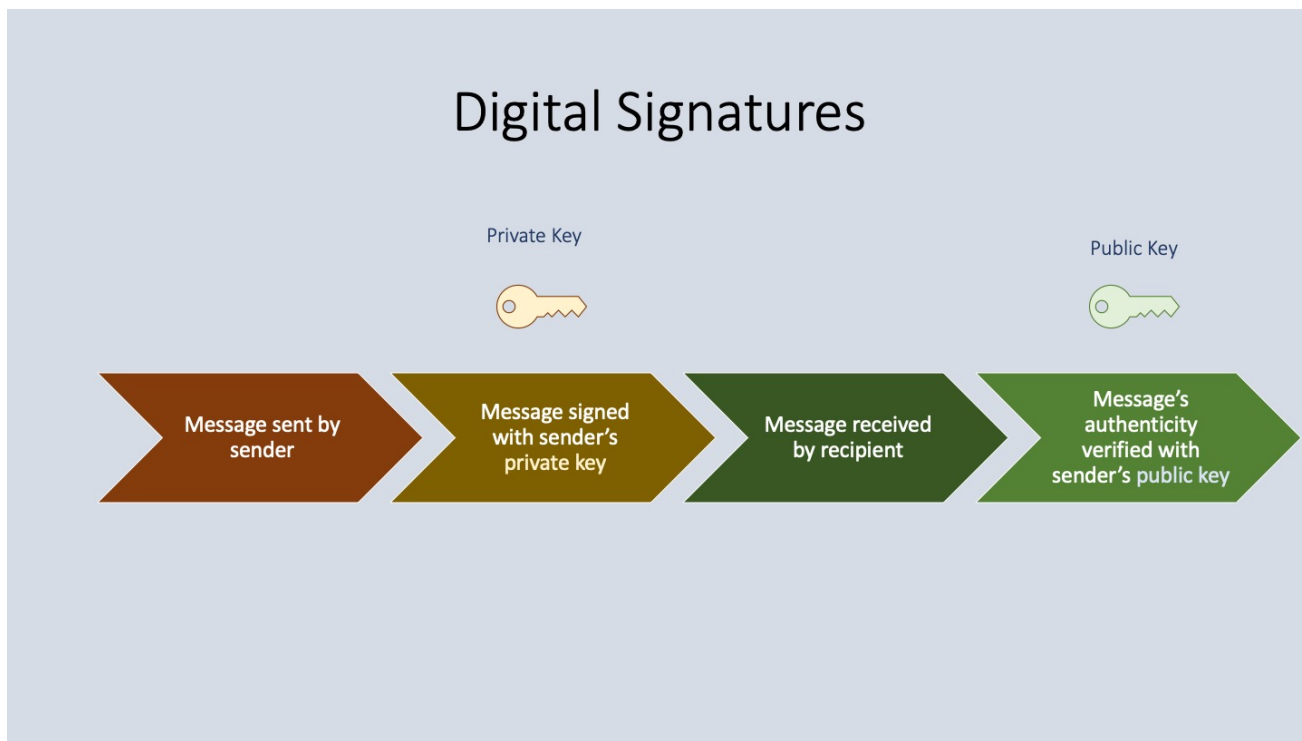 Digital Signatures
Private Key
Public Key
Message sent by
sender
Message signed
with sender’s
private key
Message received
by recipient
Message’s
authenticity
verified with
sender’s public key